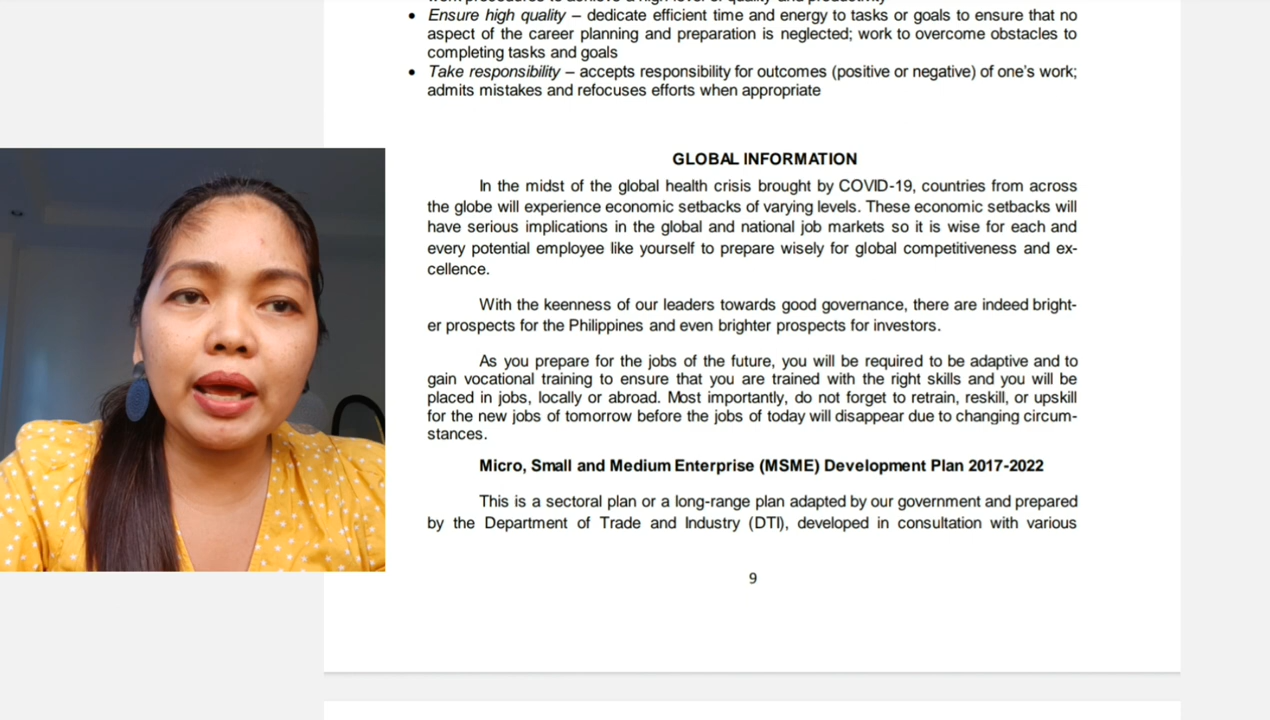 Ensure high quality – dedicate efficient time and energy to tasks or goals to ensure that no
aspect of the career planning and preparation is neglected; work to overcome obstacles to
completing tasks and goals
Take responsibility – accepts responsibility for outcomes (positive or negative) of one's work;
admits mistakes and refocuses efforts when appropriate
GLOBAL INFORMATION
In the midst of the global health crisis brought by COVID-19, countries from across
the globe will experience economic setbacks of varying levels. These economic setbacks will
have serious implications in the global and national job markets so it is wise for each and
every potential employee like yourself to prepare wisely for global competitiveness and ex-
cellence.
With the keenness of our leaders towards good governance, there are indeed bright-
er prospects for the Philippines and even brighter prospects for investors.
As you prepare for the jobs of the future, you will be required to be adaptive and to
gain vocational training to ensure that you are trained with the right skills and you will be
placed in jobs, locally or abroad. Most importantly, do not forget to retrain, reskill, or upskill
for the new jobs of tomorrow before the jobs of today will disappear due to changing circum-
stances.
Micro, Small and Medium Enterprise (MSME) Development Plan 2017-2022
This is a sectoral plan or a long-range plan adapted by our government and prepared
by the Department of Trade and Industry (DTI), developed in consultation with various
9